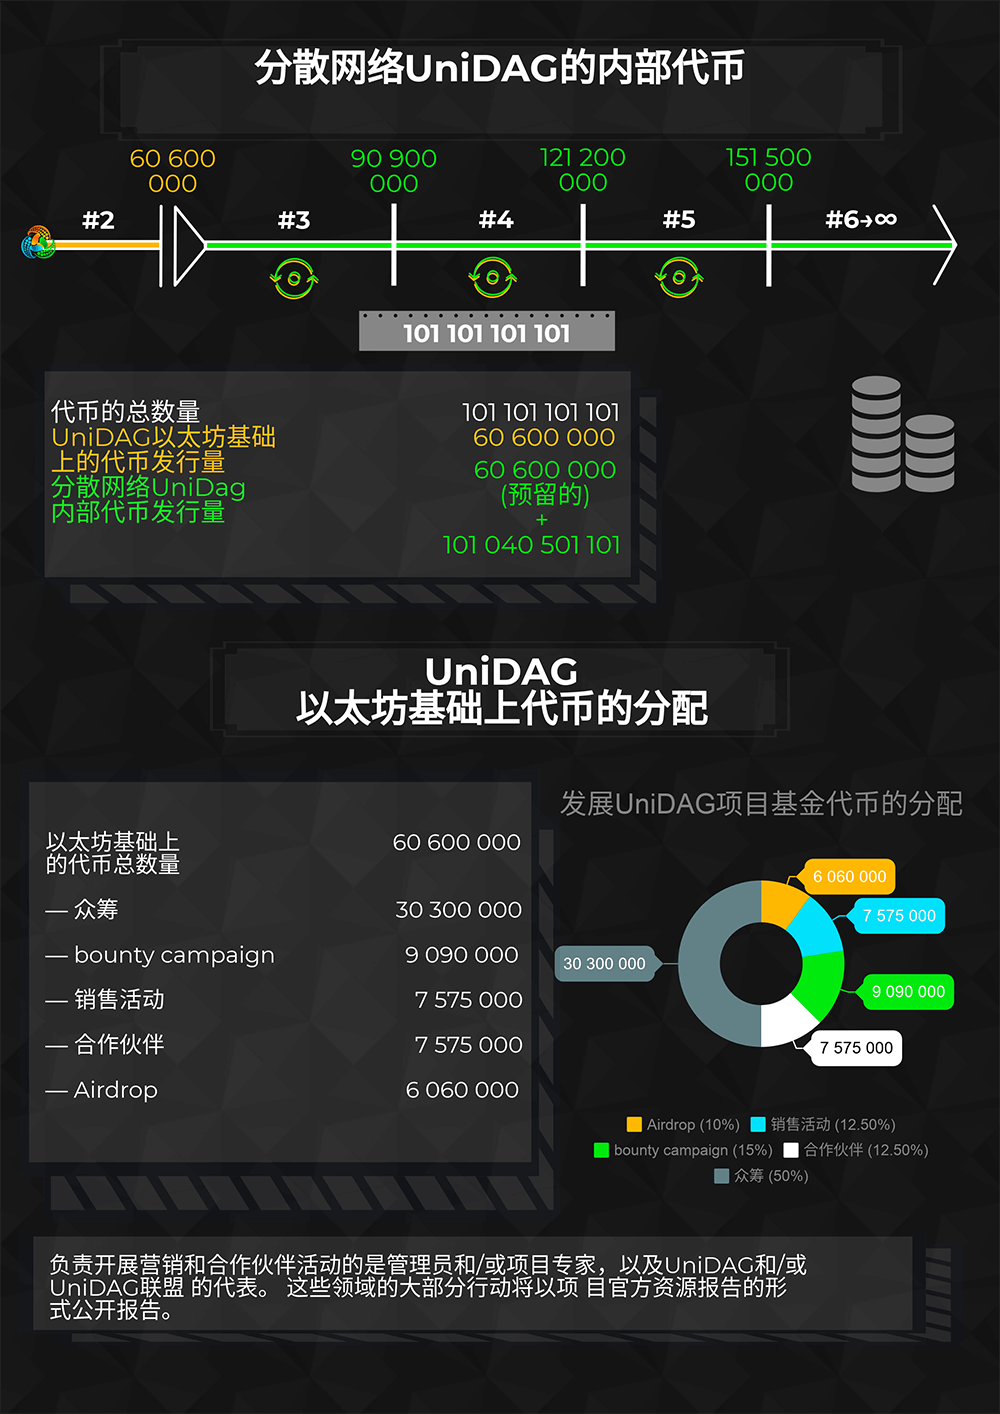 分散网络UniDAG的内部代币
60 600
000
90 900
000
121 200
000
151 500
000
#2
#3
#4
#5
#6→∞
101 101 101 101
代币的总数量
101 101 101 101
UniDAG以太坊基础
上的代币发行量
60 600 000
分散网络UniDag
内部代币发行量
60 600 000
(预留的)
+
101 040 501 101
UniDAG
以太坊基础上代币的分配
以太坊基础上
的代币总数量
60 600 000
— 众筹
30 300 000
— bounty campaign
9 090 000
— 销售活动
7 575 000
— 合作伙伴
7 575 000
— Airdrop
6 060 000
发展UniDAG项目基金代币的分配
6 060 000
7 575 000
30 300 000
9 090 000
7 575 000
Airdrop (10%) 销售活动 (12.50%)
bounty campaign (15%) 合作伙伴 (12.50%)
众筹 (50%)
负责开展营销和合作伙伴活动的是管理员和/或项目专家，以及UniDAG和/或
UniDAG联盟 的代表。 这些领域的大部分行动将以项 目官方资源报告的形
式公开报告。